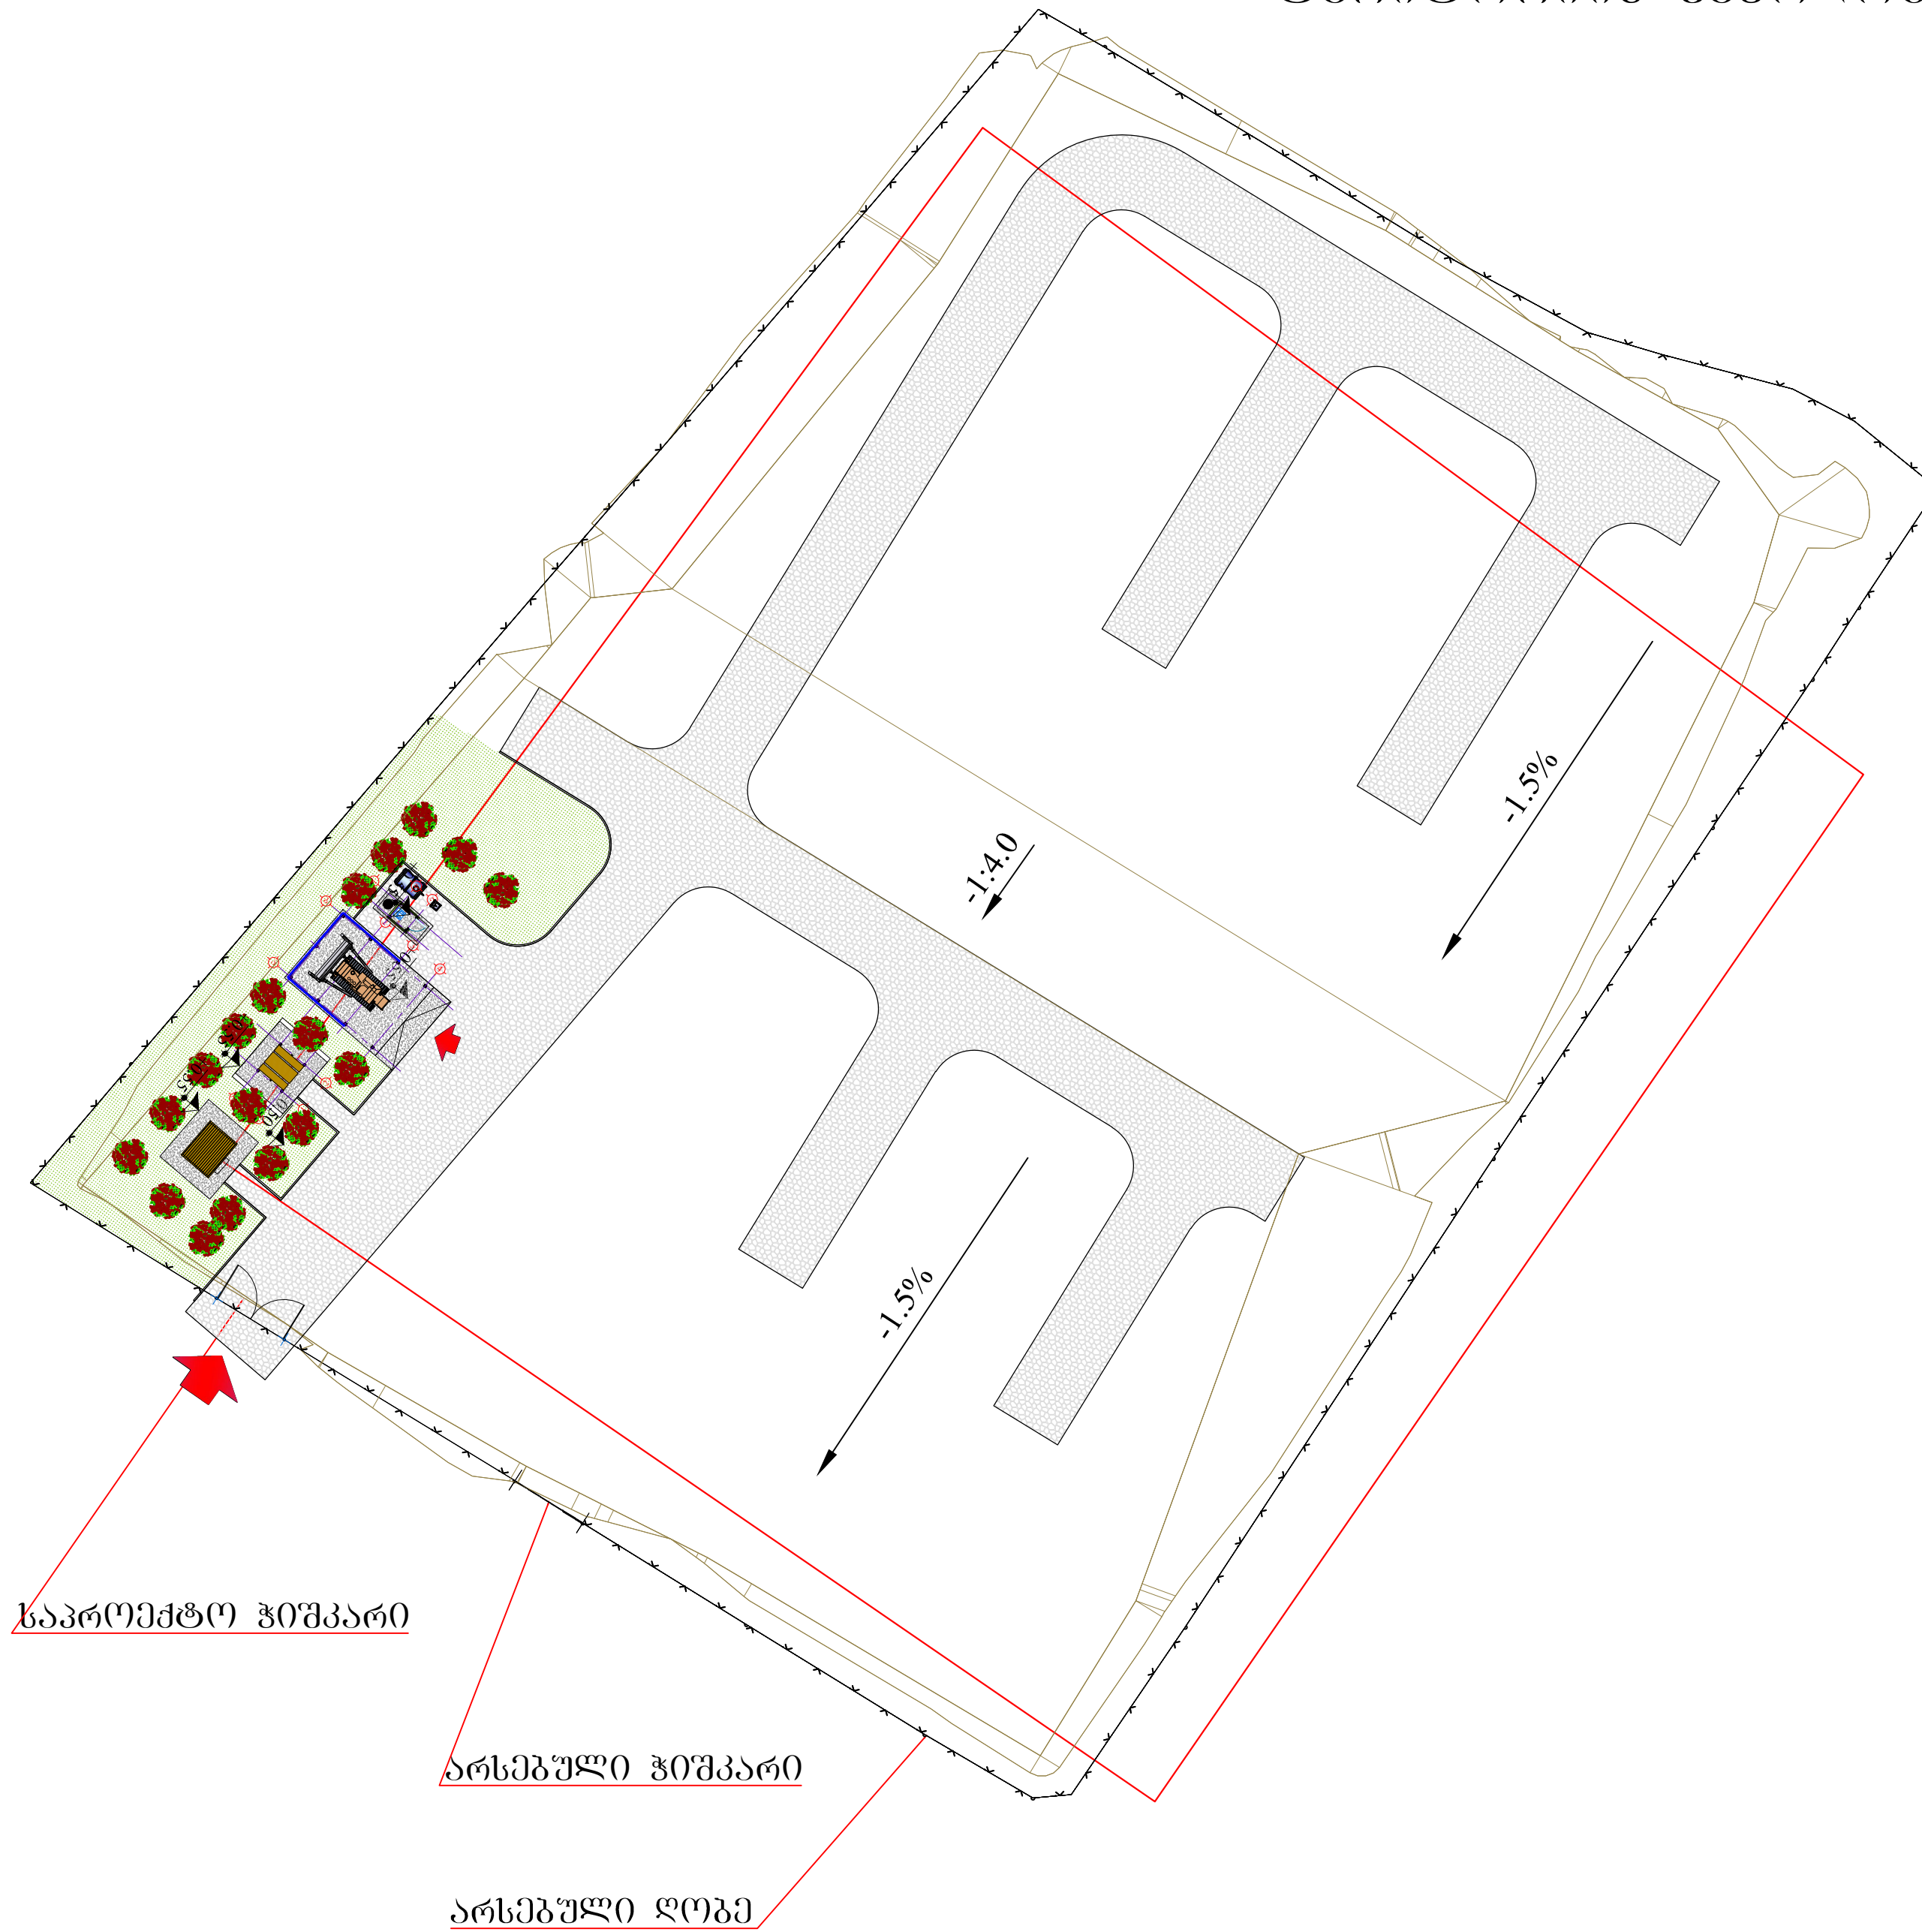 -1.5%
-1:4.0
-1.5%
საპროექტო ჭიშკარი
არსებული ჭიშკარი
არსებული ღობე